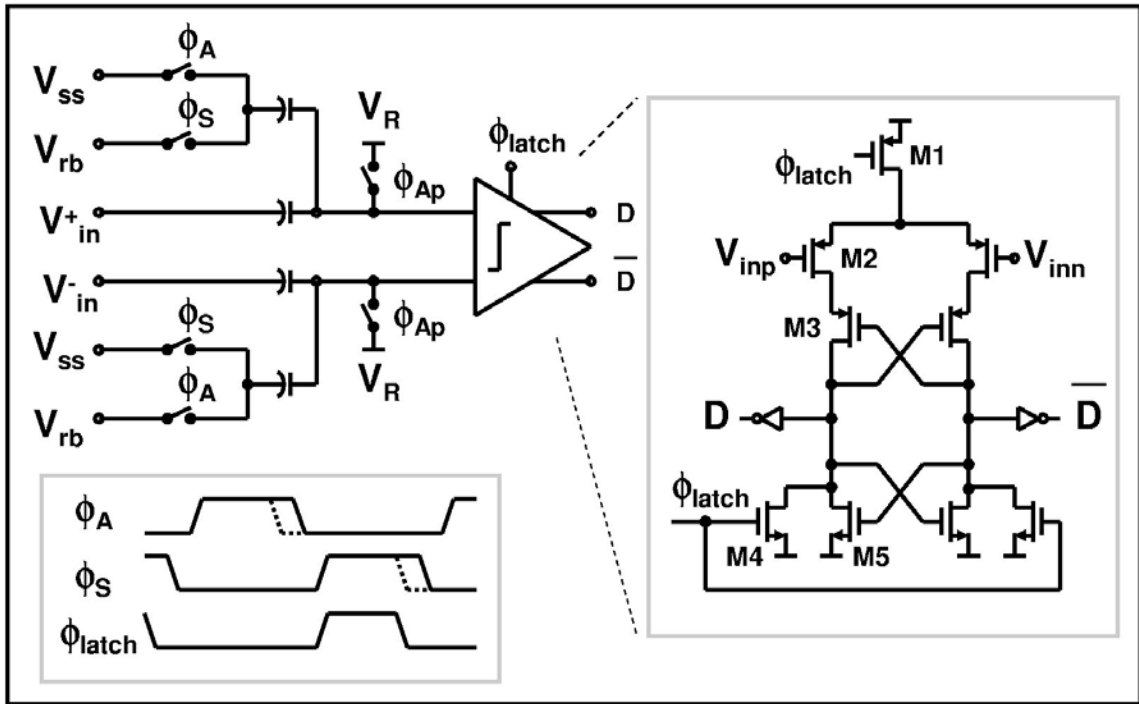 ϕA
Vss
ϕS
Vrb
VR
ϕlatch
ϕAp
V+in
D
V-in
D̅
ϕS
ϕAp
Vss
ϕA
VR
Vrb
M1
ϕlatch
Vinp
M2
Vinn
M3
D
D̅
ϕlatch
M4
M5
ϕA
ϕS
ϕlatch